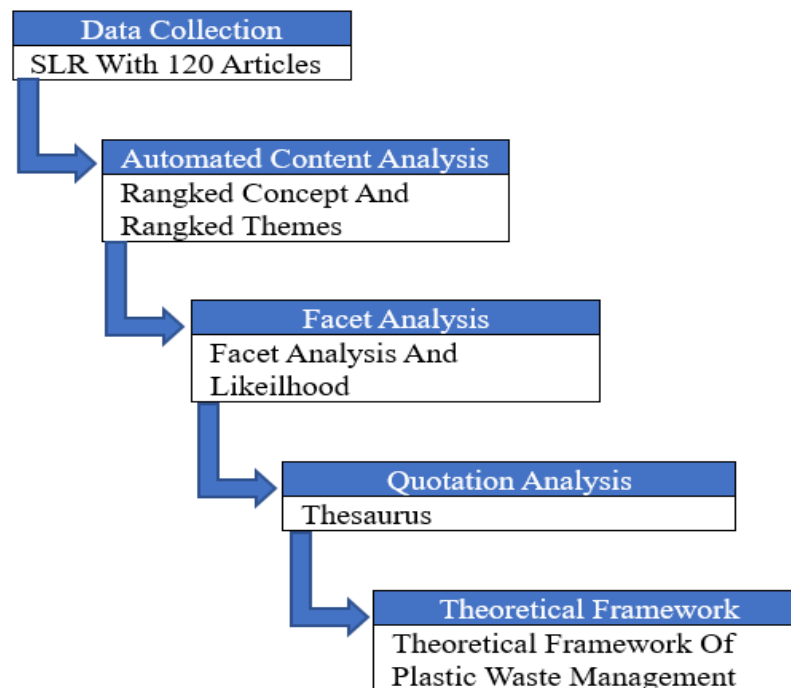 Data Collection
SLR With 120 Articles
Automated Content Analysis
Rangked Concept And
Rangked Themes
Facet Analysis
Facet Analysis And
Likeilhood
Quotation Analysis
Thesaurus
Theoretical Framework
Theoretical Framework Of
Plastic Waste Management